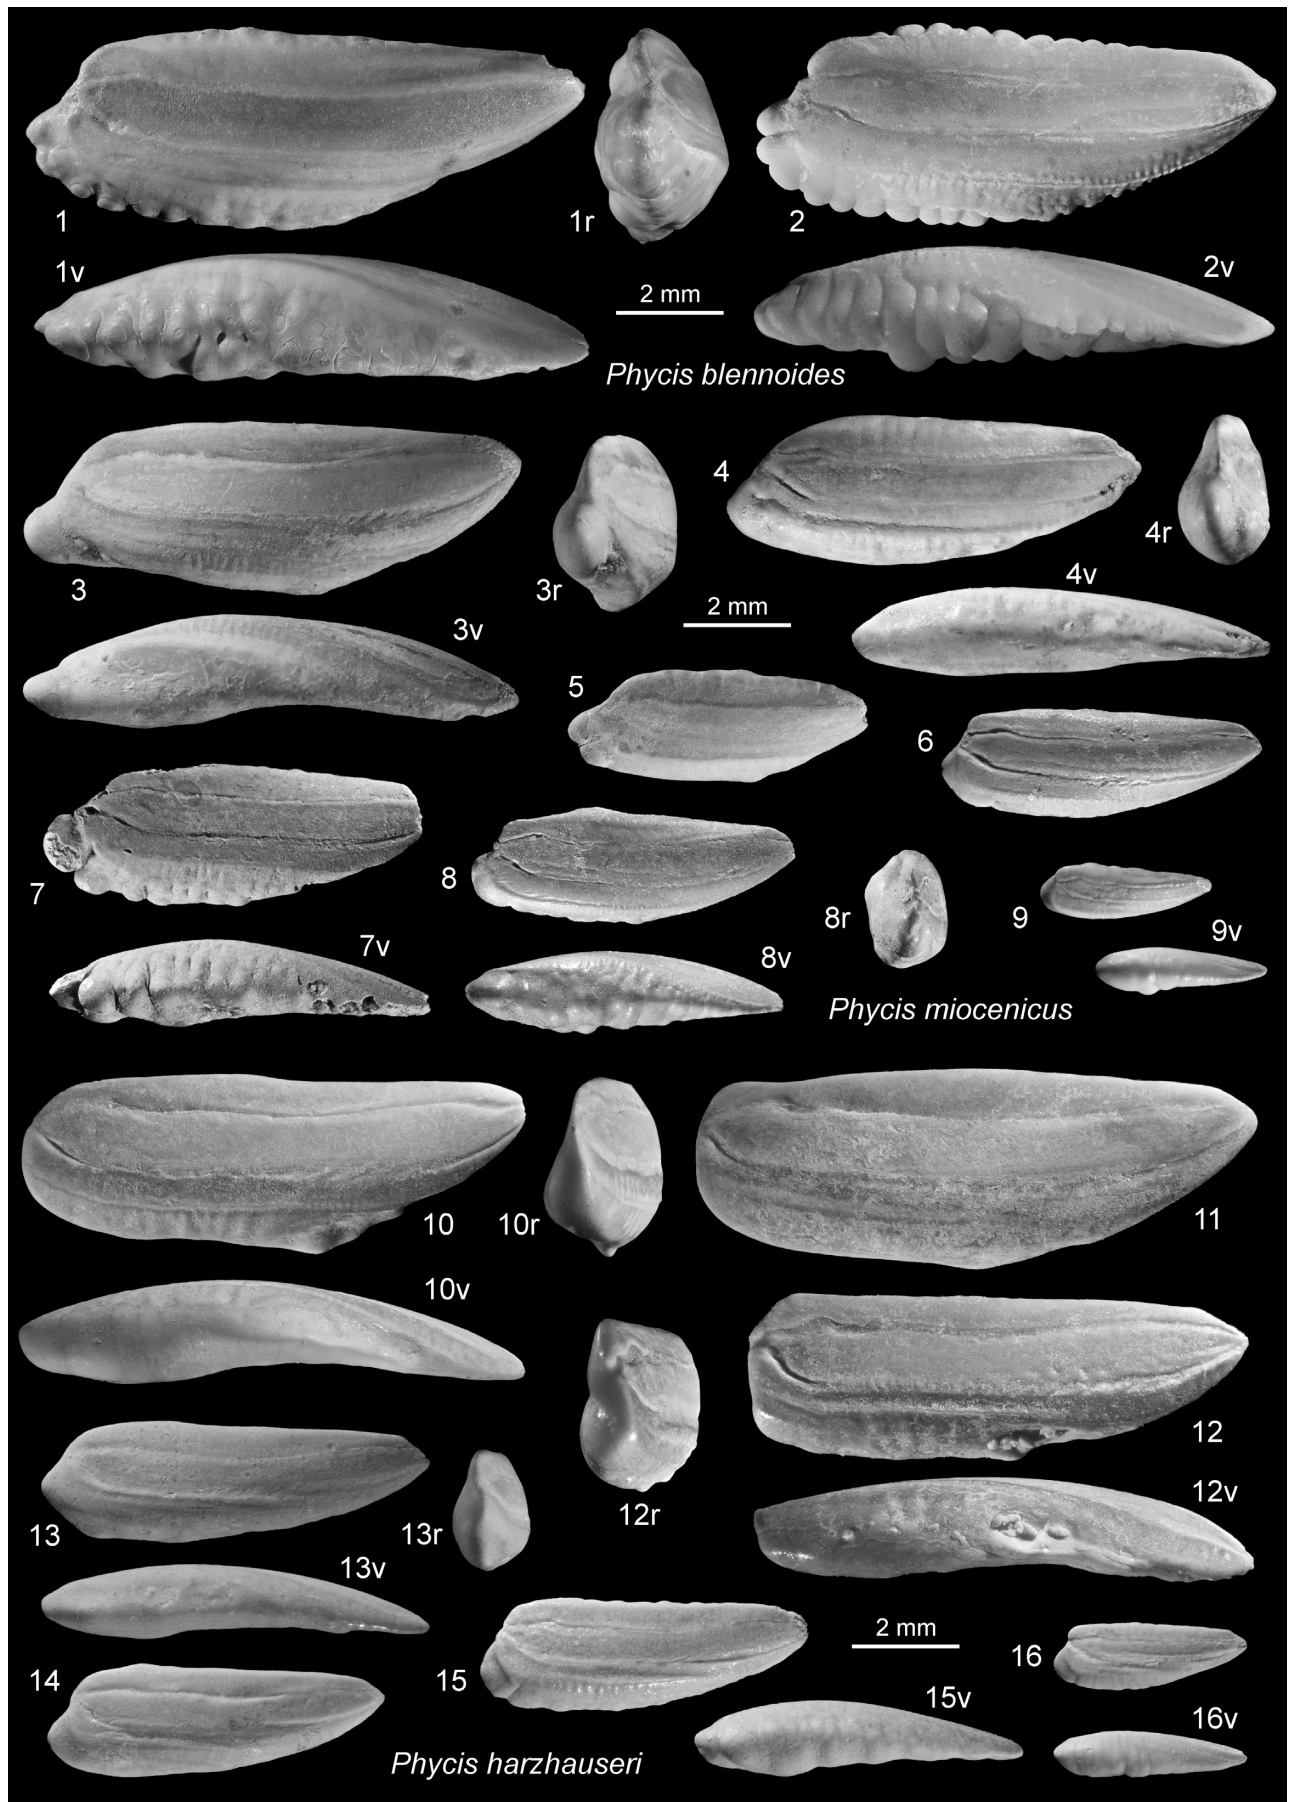 1
1r
2
1v
2v
2 mm
Phycis blennoides
3
3r
4
4r
4v
3v
2 mm
5
6
7
8
8r
9
9v
7v
8v
Phycis miocenicus
10
10r
11
10v
12
12r
12v
13
13r
13v
2 mm
14
15
16
15v
16v
Phycis harzhauseri